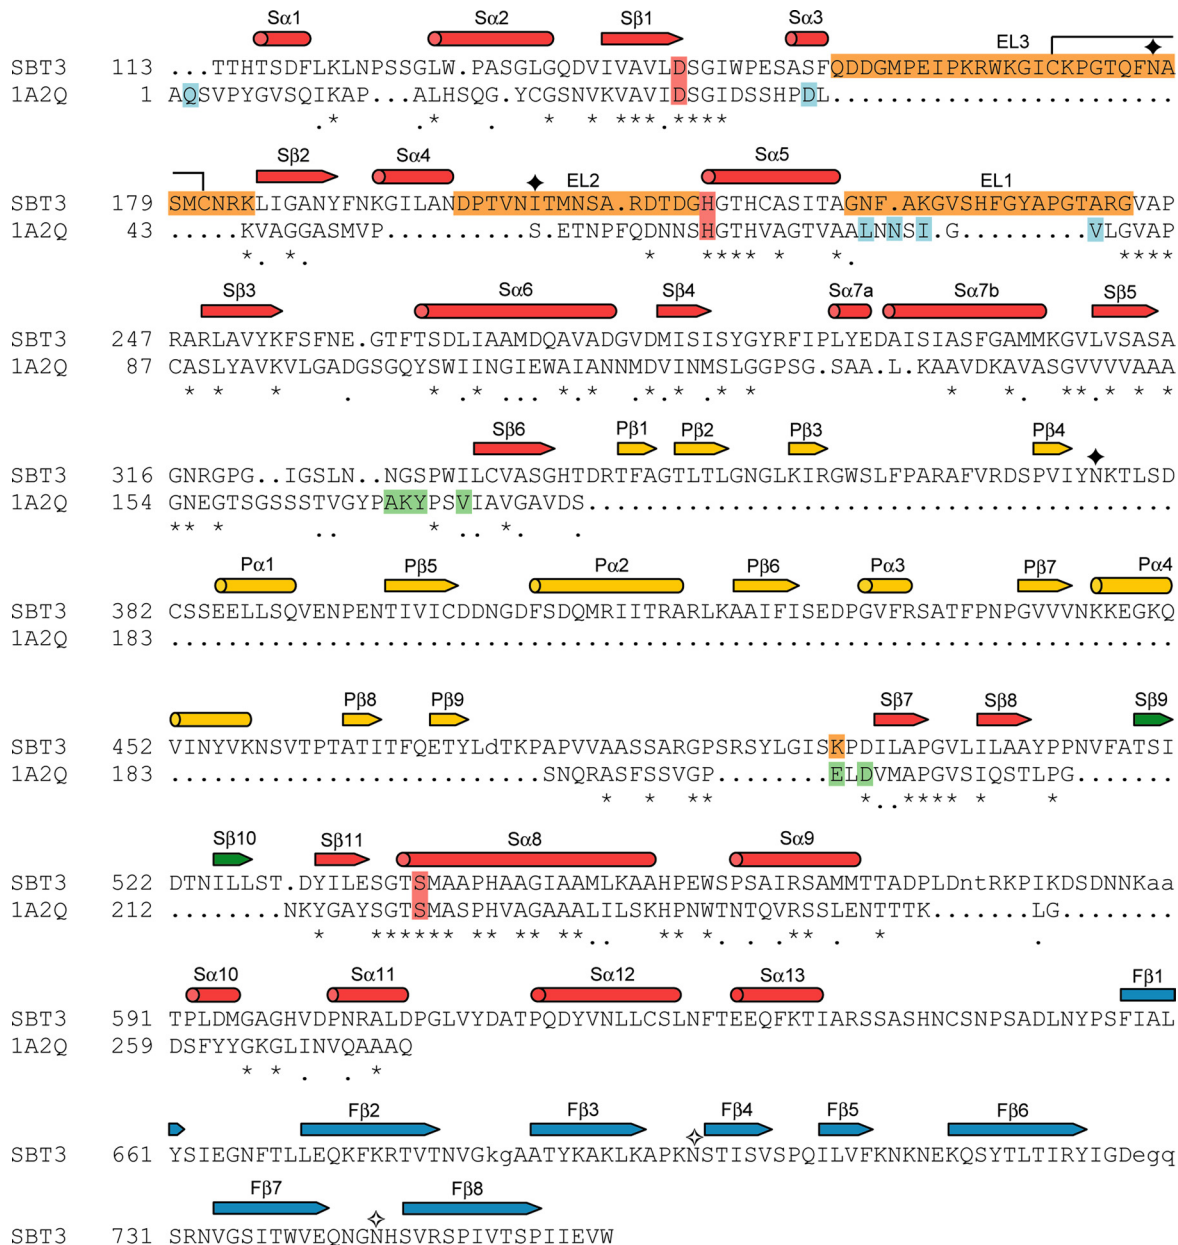 Sα1 Sα2 Sβ1 Sα3 EL3
SBT3 113 ...TTHTSDFLKLNPSSGLW.PASGLGQDVIVAVLDSGIWPESASFQDDGMPEIPKRWKGICKPGTQFNA
1A2Q 1 AQSVPYGVSQIKAP...ALHSQG.YCGSNVKVAVIDSGIDSSHPDL........................
.* .* . * * ***.****
Sβ2 Sα4 EL2 Sα5 EL1
SBT3 179 SMCNRKLIGANYFNKGILANDPTVNITMNSA.RDTDGHGTHCASITAGNF.AKGVSHFGYAPGTARGVAP
1A2Q 43 .....KVAGGASMVP..........S.ETNPFQDNNSHGTHVAGTVAALNNSI.G.........VLGVAP
*. *. * **** * *. ****
Sβ3 Sα6 Sβ4 Sα7a Sα7b Sβ5
SBT3 247 RARLAVYKFSFNE.GTFTSDLIAAMDQAVADGVDMISISYGYRFIPLYEDAISIASFGAMMKGVLVSASA
1A2Q 87 CASLYAVKVLGADGSGQYSWIINGIEWAIANNMDVINMSLGGPSG.SAA.L.KAAVDKAVASGVVVVAAA
* * * . * . ... * . * * . * . * * * . * * . * *
Sβ6 Pβ1 Pβ2 Pβ3 Pβ4
SBT3 316 GNRGPG..IGSLN..NGSPWILCVASGHTDRTFAGTLTLGNGLKIRGWSLFPARAFVRDSPVIYNKTLSD
1A2Q 154 GNEGTSGSSSTVGYPAKYPSVIAVGAVDS.........................................
** * .. * .. *. .
Pα1 Pβ5 Pα2 Pβ6 Pα3 Pβ7 Pα4
SBT3 382 CSSEELLSQVENPENTIVICDDNGDFSDQMRIITRARLKAAIFISEDPGVFRSATFPNPGVVVNKKEGKQ
1A2Q 183 ......................................................................
Pβ8 Pβ9 Sβ7 Sβ8 Sβ9
SBT3 452 VINYVKNSVTPTATITFQETYLdTKPAPVVAASSARGPSRSYLGISKPDILAPGVLILAAYPPNVFATSI
1A2Q 183 ..........................SNQRASFSSVGP........ELDVMAPGVSIQSTLPG.......
* * ** *..**** * *
Sβ10 Sβ11 Sα8 Sα9
SBT3 522 DTNILLST.DYILESGTSMAAPHAAGIAAMLKAAHPEWSPSAIRSAMMTTADPLDntRKPIKDSDNNKaa
1A2Q 212 ........NKYGAYSGTSMASPHVAGAAALILSKHPNWTNTQVRSSLENTTTK.......LG........
* ***** ** ** **.. ** *. . . ** . * .
Sα10 Sα11 Sα12 Sα13 Fβ1
SBT3 591 TPLDMGAGHVDPNRALDPGLVYDATPQDYVNLLCSLNFTEEQFKTIARSSASHNCSNPSADLNYPSFIAL
1A2Q 259 DSFYYGKGLINVQAAAQ
* * . . *
Fβ2 Fβ3 Fβ4 Fβ5 Fβ6
SBT3 661 YSIEGNFTLLEQKFKRTVTNVGkgAATYKAKLKAPKNSTISVSPQILVFKNKNEKQSYTLTIRYIGDegq
Fβ7 Fβ8
SBT3 731 SRNVGSITWVEQNGNHSVRSPIVTSPIIEVW